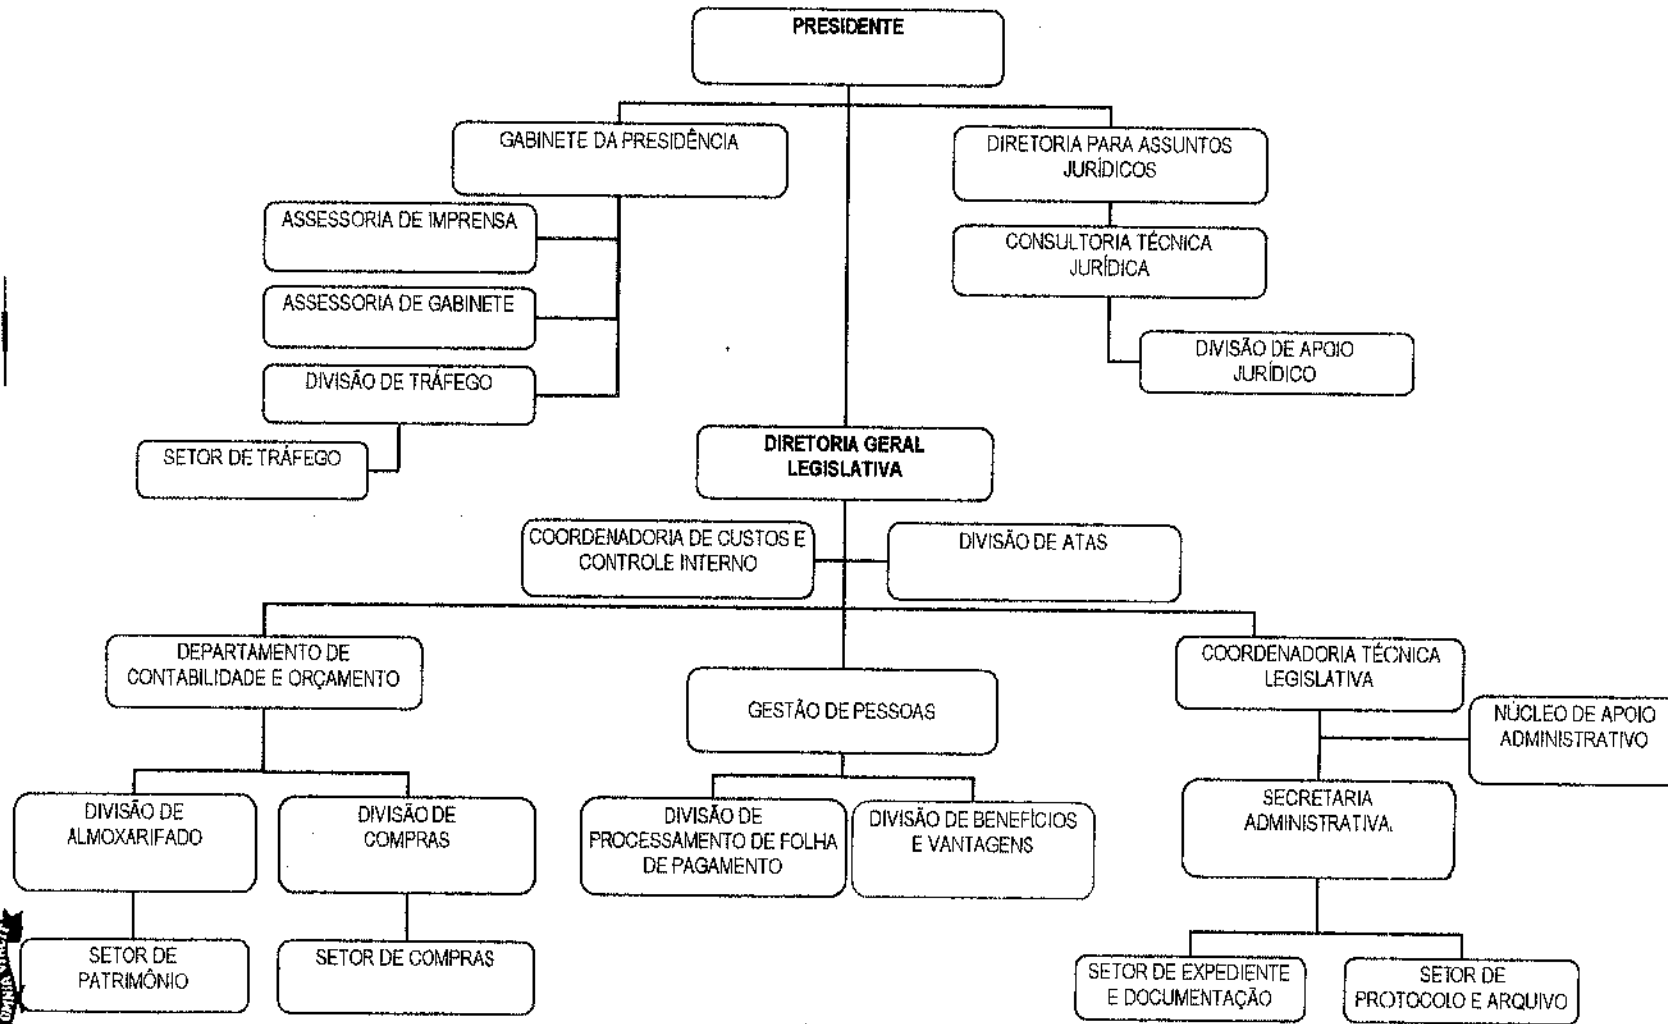 PRESIDENTE
GABINETE DA PRESIDÊNCIA
DIRETORIA PARA ASSUNTOS
JURÍDICOS
ASSESSORIA DE IMPRENSA
CONSULTORIA TÉCNICA
JURÍDICA
ASSESSORIA DE GABINETE
DIVISÃO DE APOIO
JURÍDICO
DIVISÃO DE TRÁFEGO
SETOR DE TRÁFEGO
DIRETORIA GERAL
LEGISLATIVA
COORDENADORIA DE CUSTOS E
CONTROLE INTERNO
DIVISÃO DE ATAS
DEPARTAMENTO DE
CONTABILIDADE E ORÇAMENTO
GESTÃO DE PESSOAS
COORDENADORIA TÉCNICA
LEGISLATIVA
NÚCLEO DE APOIO
ADMINISTRATIVO
DIVISÃO DE
ALMOXARIFADO
DIVISÃO DE
COMPRAS
DIVISÃO DE
PROCESSAMENTO DE FOLHA
DE PAGAMENTO
DIVISÃO DE BENEFÍCIOS
E VANTAGENS
SECRETARIA
ADMINISTRATIVA
SETOR DE
PATRIMÔNIO
SETOR DE COMPRAS
SETOR DE EXPEDIENTE
E DOCUMENTAÇÃO
SETOR DE
PROTOCOLO E ARQUIVO
OMNIA